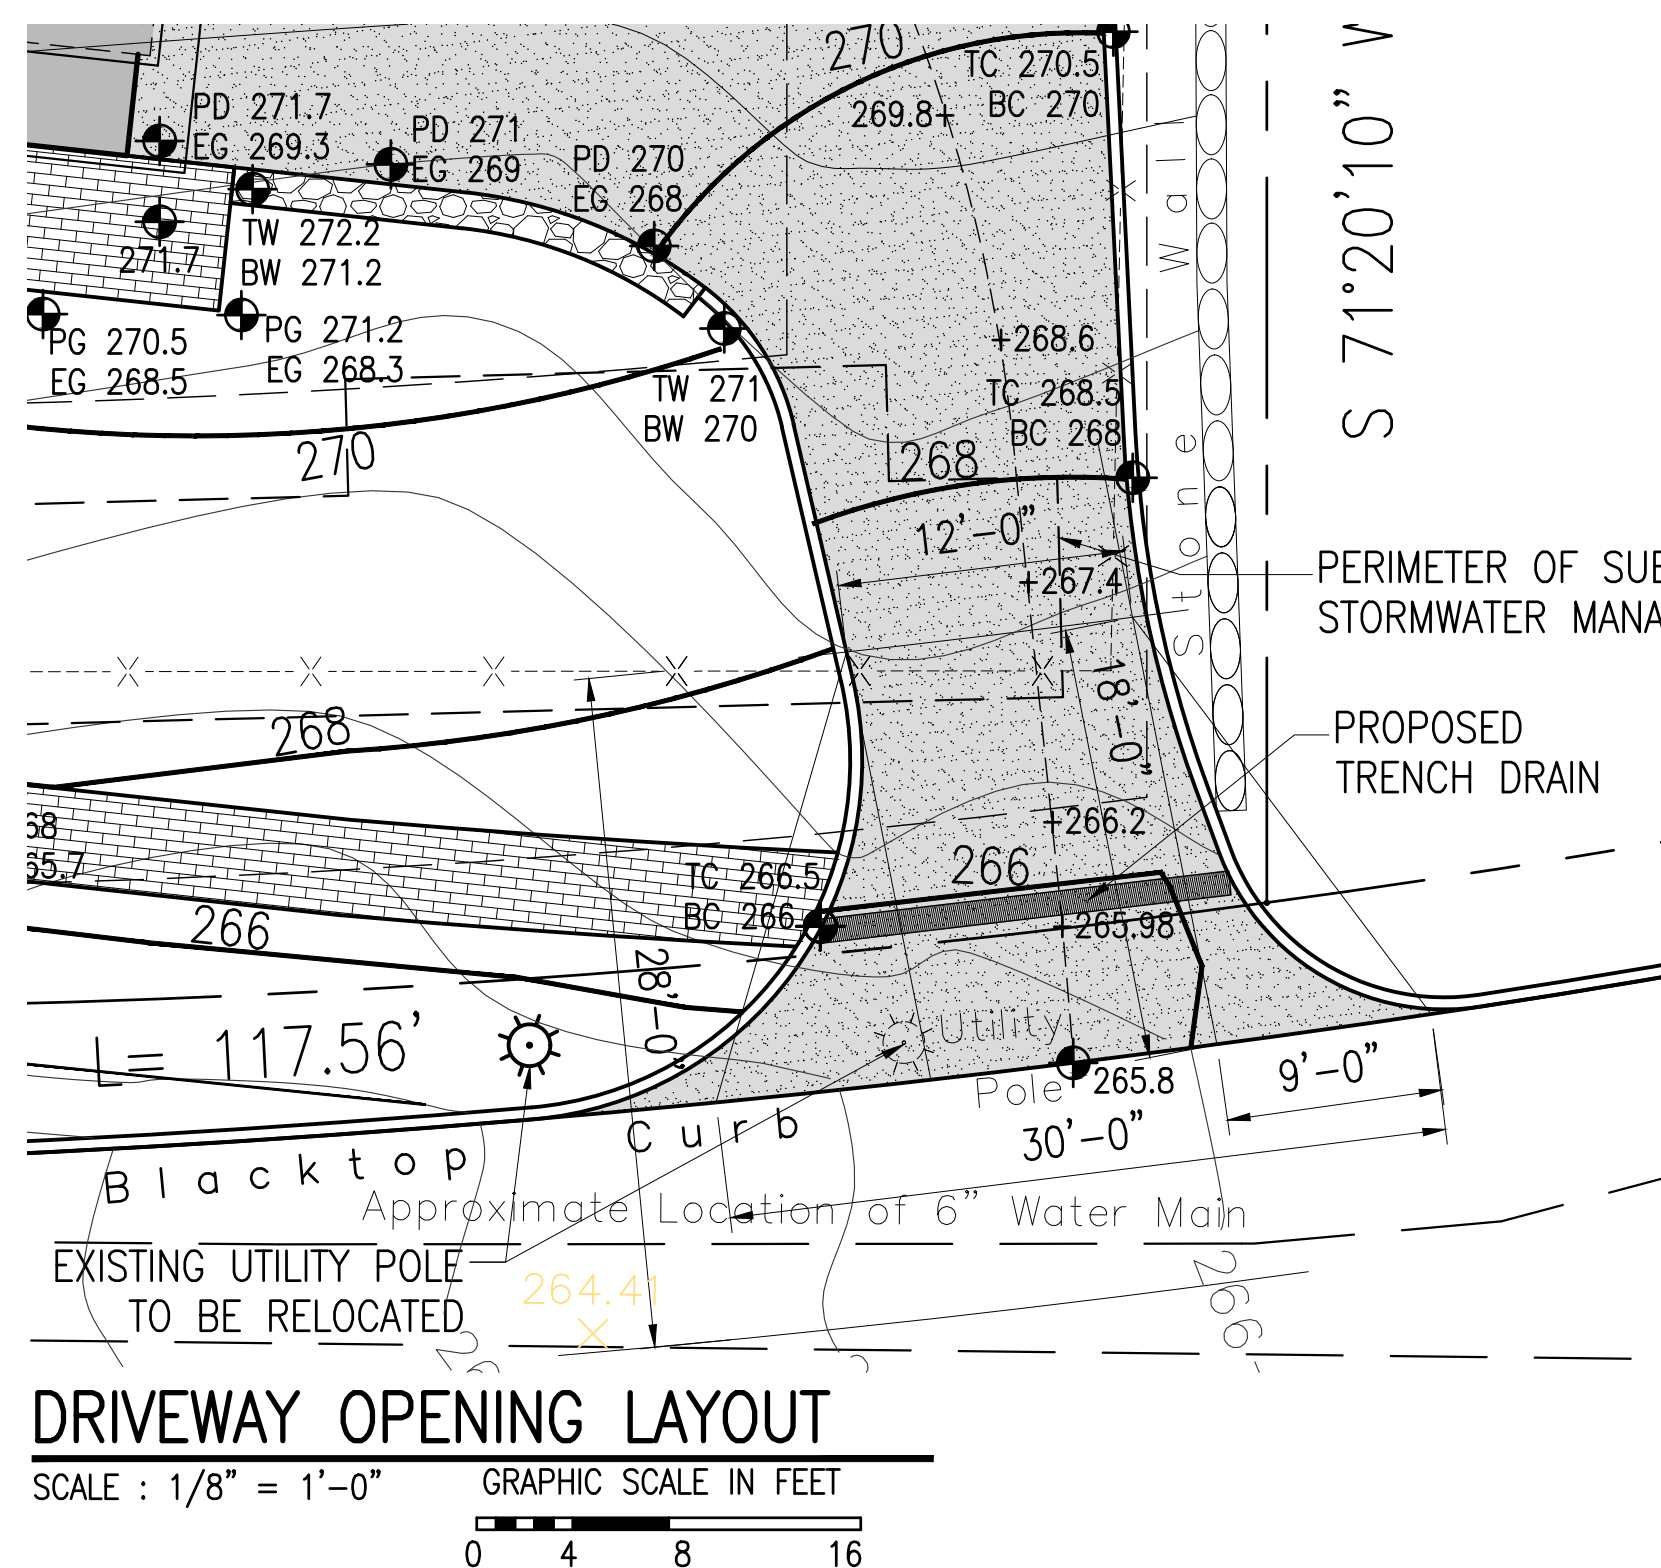 270
TC 270.5
BC 270
269.8+
PD 271.7
EG 269.3
PD 271
EG 269
PD 270
EG 268
271.7
TW 272.2
BW 271.2
PG 270.5
EG 268.5
PG 271.2
EG 268.3
TW 271
BW 270
+268.6
TC 268.5
BC 268
268
270
12'-0"
+267.4
Stone Wal
S 71°20'10" W
PERIMETER OF
STORMWATER
18'-0"
268
PROPOSED
TRENCH DRAIN
+266.2
266
TC 266.5
BC 266
+265.98
266
28'-0"
L= 117.56'
Utility
Pole
265.8
9'-0"
30'-0"
Blacktop Curb
Approximate Location of 6" Water Main
EXISTING UTILITY POLE
TO BE RELOCATED
264.41
266
DRIVEWAY OPENING LAYOUT
SCALE : 1/8" = 1'-0"
GRAPHIC SCALE IN FEET
0 4 8 16